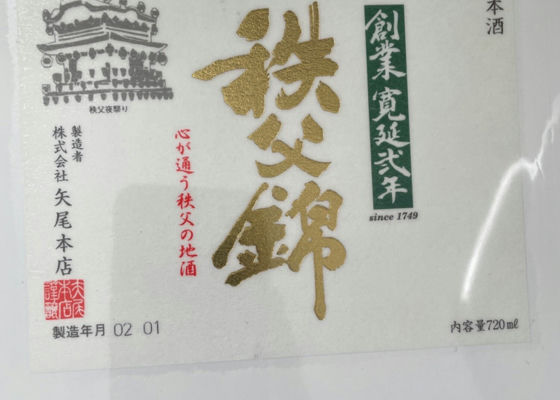 本酒
創業 寛延弐年
since 1749
秩父錦
心が通う秩父の地酒
秩父夜祭り
製造者
株式会社 矢尾本店
製造年月 02 01
内容量720㎖